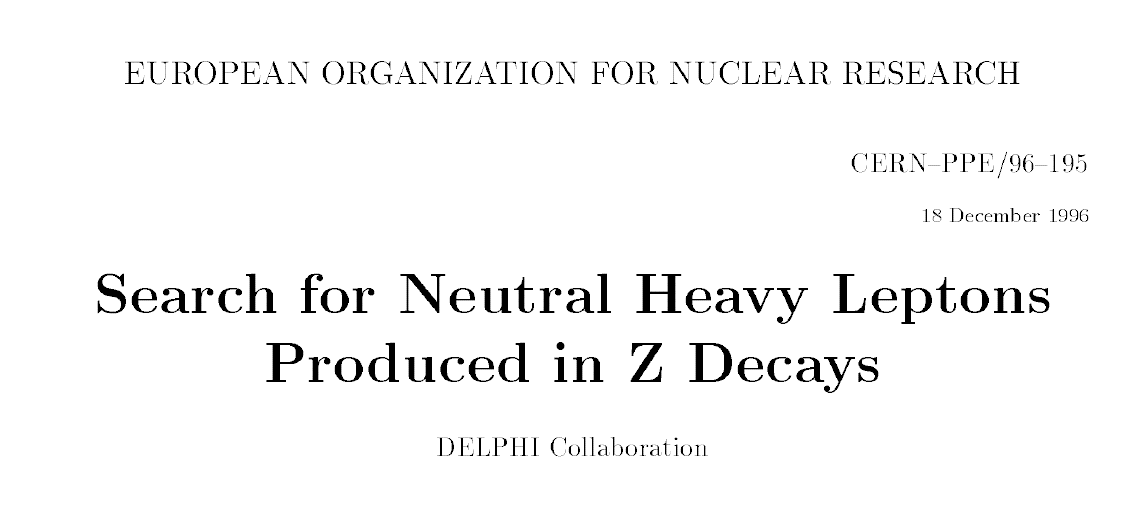 EUROPEAN ORGANIZATION FOR NUCLEAR RESEARCH
CERN–PPE/96–195
18 December 1996
Search for Neutral Heavy Leptons
Produced in Z Decays
DELPHI Collaboration